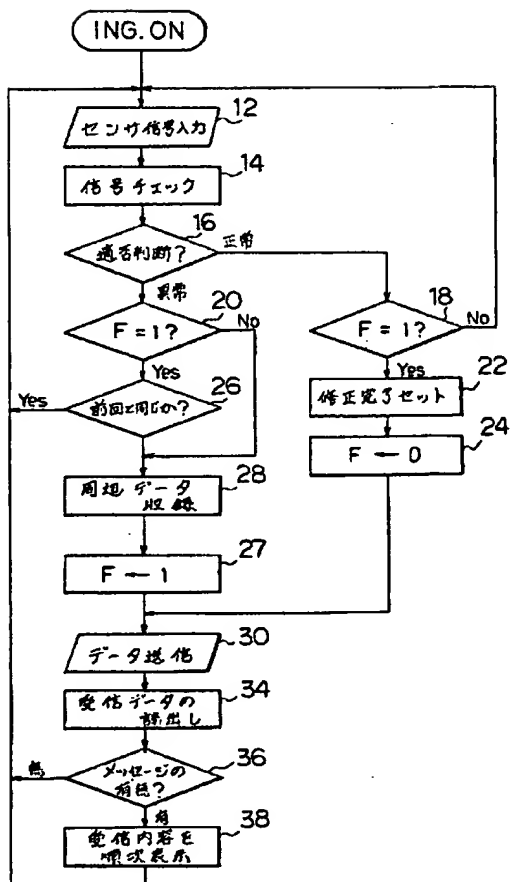 ING. ON
12
センサ信号入力
14
信号チェック
16
適否判断?
正常
異常
20
F=1?
No
Yes
18
F=1?
No
Yes
22
修正完了セット
24
F ← 0
26
前回と同じか?
Yes
28
周辺データ
収録
27
F ← 1
30
データ送信
34
受信データの
読出し
36
メッセージの
有無?
無
有
38
受信内容を
順次表示